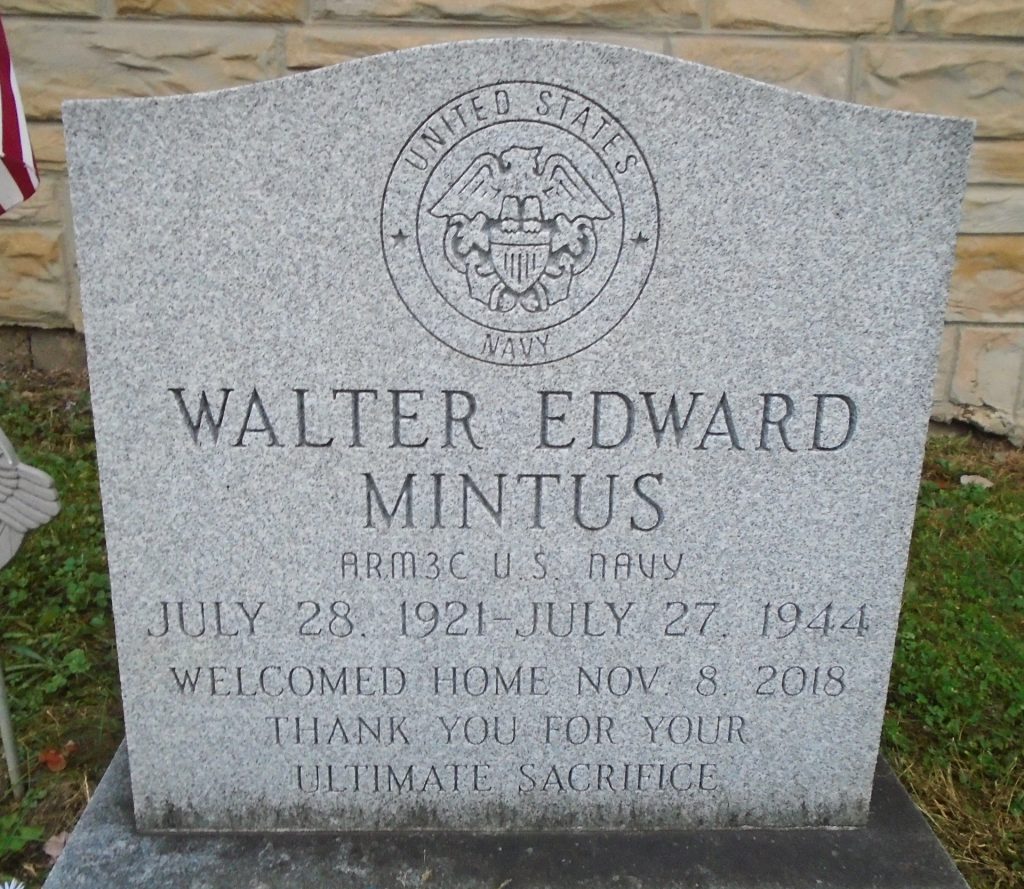 UNITED STATES
NAVY
WALTER EDWARD
MINTUS
ARM3C U.S. NAVY
JULY 28, 1921-JULY 27, 1944
WELCOMED HOME NOV. 8, 2018
THANK YOU FOR YOUR
ULTIMATE SACRIFICE